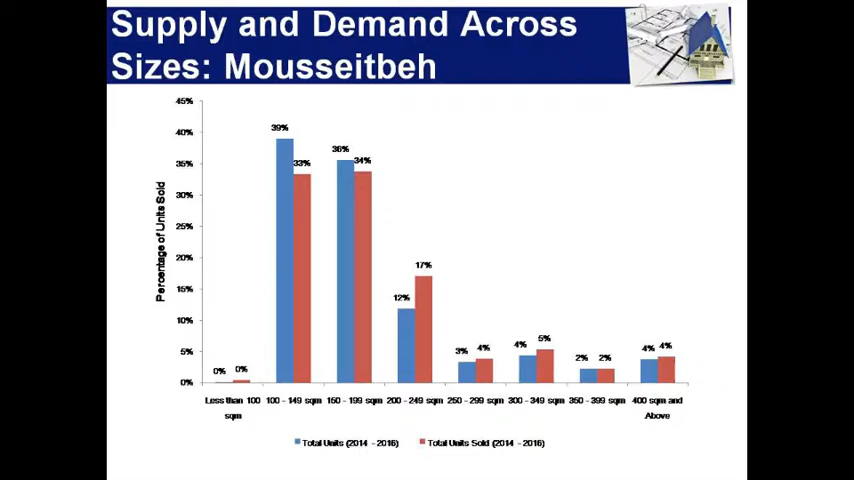 Supply and Demand Across
Sizes: Mousseitbeh
45%
40%
35%
30%
25%
20%
15%
10%
5%
0%
Percentage of Units Sold
0% 0%
39% 33%
36% 34%
12% 17%
3% 4%
4% 5%
2% 2%
4% 4%
Less than 100 sqm
100 - 149 sqm
150 - 199 sqm
200 - 249 sqm
250 - 299 sqm
300 - 349 sqm
350 - 399 sqm
400 sqm and Above
Total Units (2014 - 2016)
Total Units Sold (2014 - 2016)